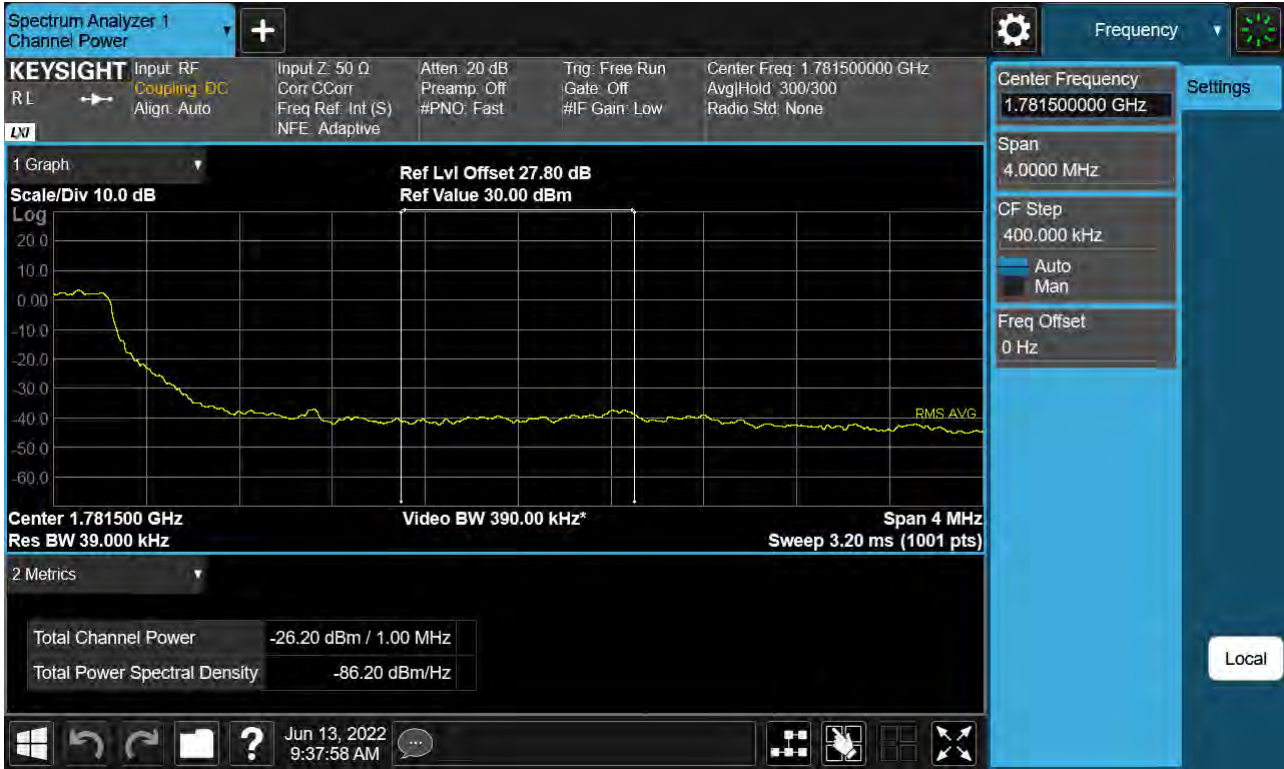 Spectrum Analyzer 1
Channel Power
+
Frequency
KEYSIGHT
R L
LXI
Input: RF
Coupling: DC
Align: Auto
Input Z: 50 Ω
Corr CCorr
Freq Ref: Int (S)
NFE: Adaptive
Atten: 20 dB
Preamp: Off
#PNO: Fast
Trig: Free Run
Gate: Off
#IF Gain: Low
Center Freq: 1.781500000 GHz
Avg|Hold: 300/300
Radio Std: None
Center Frequency
1.781500000 GHz
Settings
Span
4.0000 MHz
CF Step
400.000 kHz
Auto
Man
Freq Offset
0 Hz
1 Graph
Ref Lvl Offset 27.80 dB
Scale/Div 10.0 dB
Ref Value 30.00 dBm
Log
20.0
10.0
0.00
-10.0
-20.0
-30.0
-40.0
-50.0
-60.0
RMS AVG
Center 1.781500 GHz
Video BW 390.00 kHz*
Span 4 MHz
Res BW 39.000 kHz
Sweep 3.20 ms (1001 pts)
2 Metrics
Total Channel Power
-26.20 dBm / 1.00 MHz
Total Power Spectral Density
-86.20 dBm/Hz
Local
?
Jun 13, 2022
9:37:58 AM